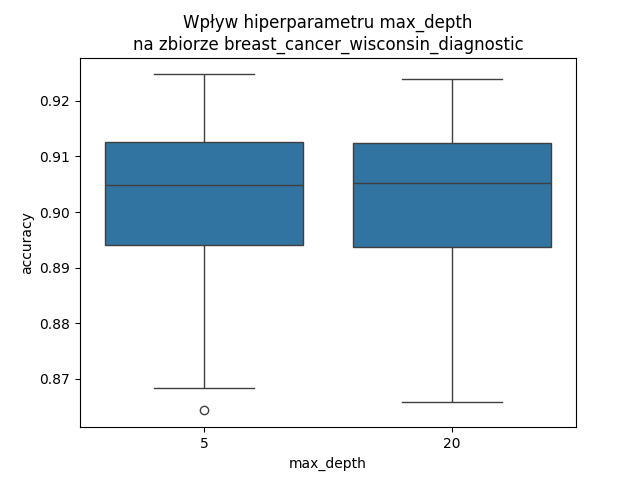 Wpływ hiperparametru max_depth
na zbiorze breast_cancer_wisconsin_diagnostic
0.92
0.91
0.90
0.89
0.88
0.87
accuracy
5
20
max_depth